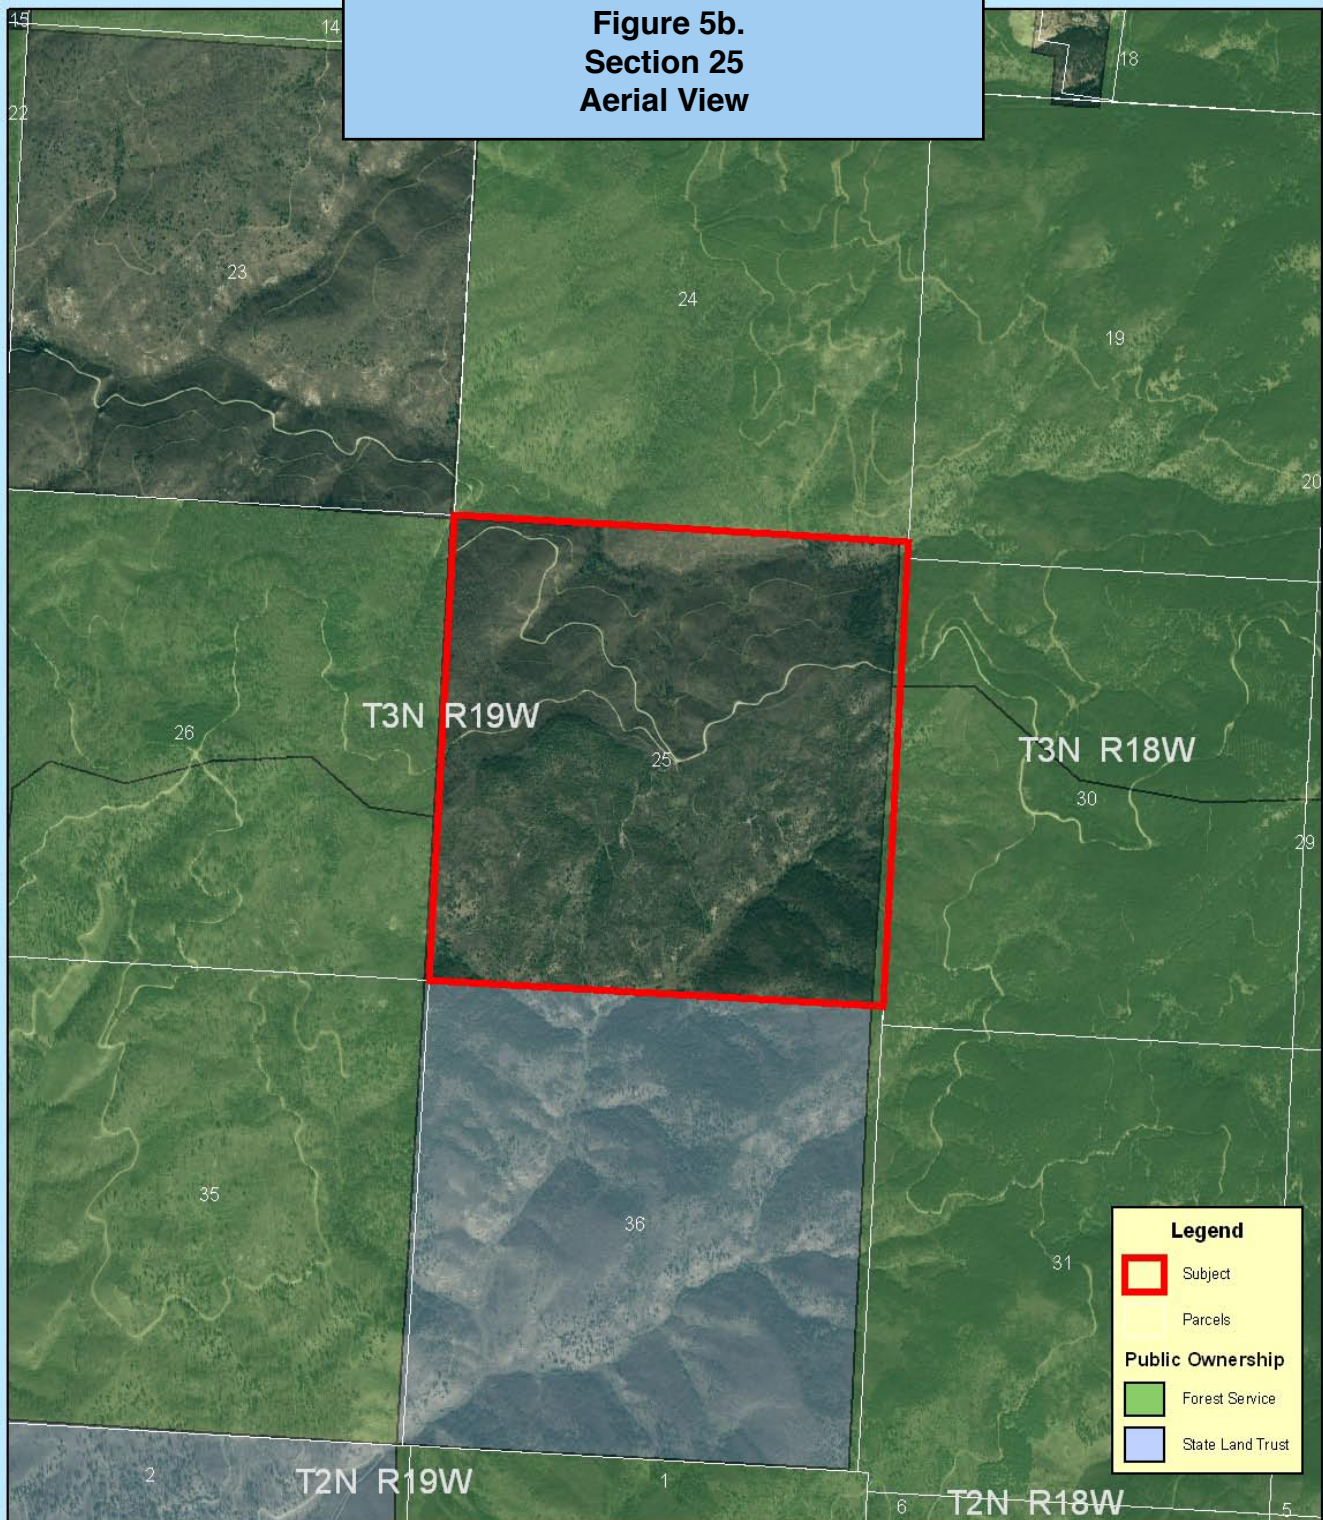 Figure 5b.
Section 25
Aerial View
15
14
18
22
23
24
19
20
T3N R19W
26
25
T3N R18W
30
29
35
36
31
Legend
Subject
Parcels
Public Ownership
Forest Service
State Land Trust
2
T2N R19W
1
6
T2N R18W
5